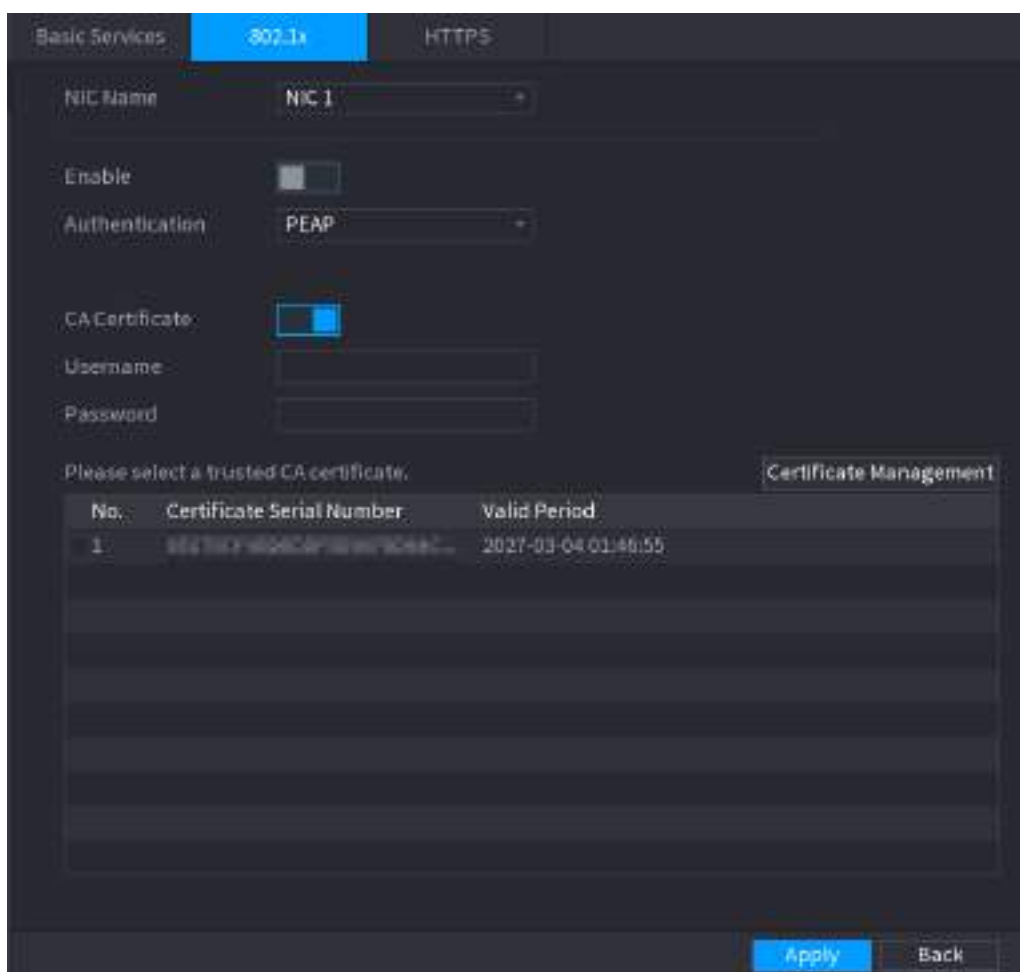 Basic Services 802.1x HTTPS
NIC Name NIC 1
Enable
Authentication PEAP
CA Certificate
Username
Password
Please select a trusted CA certificate. Certificate Management
No. Certificate Serial Number Valid Period
1 2027-03-04 01:46:55
Apply Back